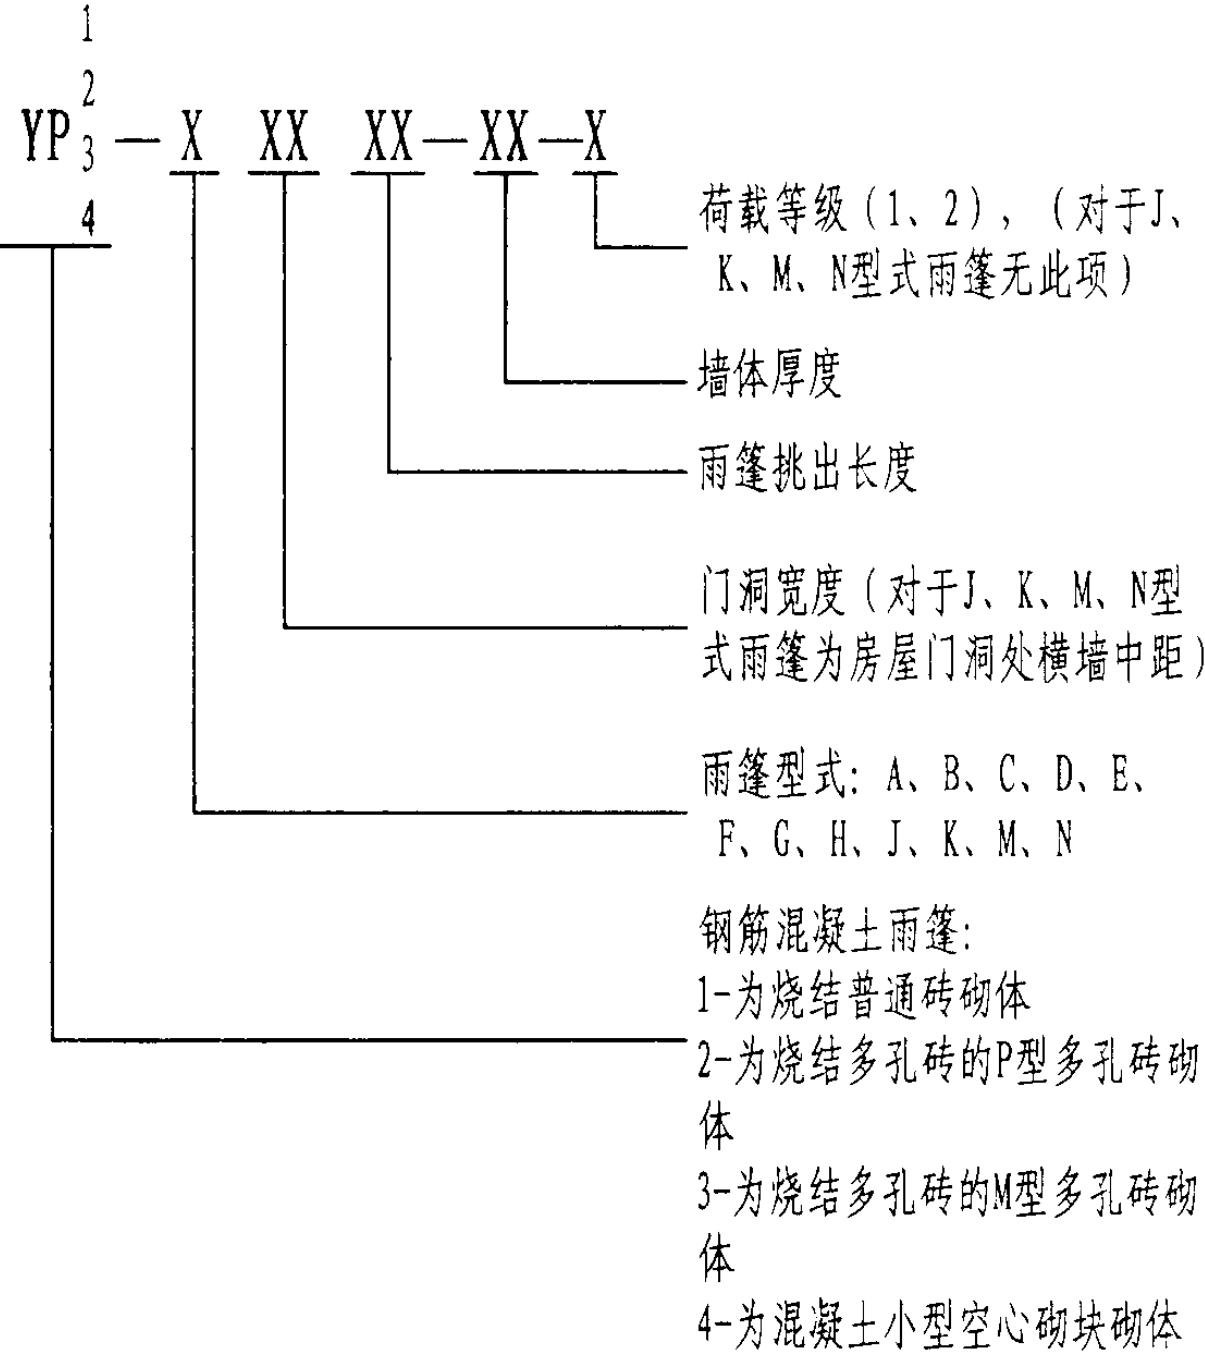 1
2
YP3—X XX XX—XX—X
4
荷载等级(1、2),(对于J、
K、M、N型式雨篷无此项)
墙体厚度
雨篷挑出长度
门洞宽度(对于J、K、M、N型
式雨篷为房屋门洞处横墙中距)
雨篷型式: A、B、C、D、E、
F、G、H、J、K、M、N
钢筋混凝土雨篷:
1-为烧结普通砖砌体
2-为烧结多孔砖的P型多孔砖砌
体
3-为烧结多孔砖的M型多孔砖砌
体
4-为混凝土小型空心砌块砌体